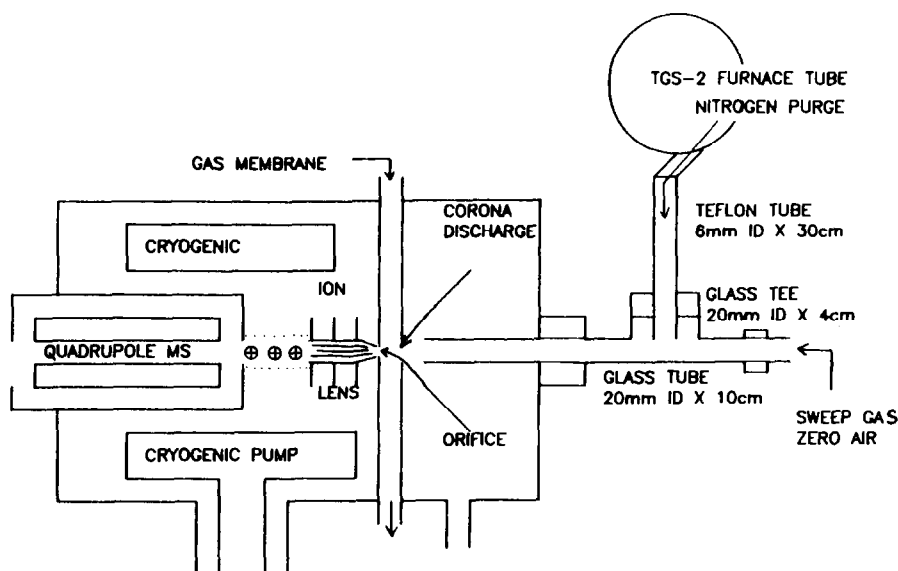 TGS-2 FURNACE TUBE
NITROGEN PURGE
GAS MEMBRANE
CORONA
DISCHARGE
TEFLON TUBE
6mm ID X 30cm
CRYOGENIC
ION
GLASS TEE
20mm ID X 4cm
QUADRUPOLE MS
LENS
GLASS TUBE
20mm ID X 10cm
SWEEP GAS
ZERO AIR
ORIFICE
CRYOGENIC PUMP